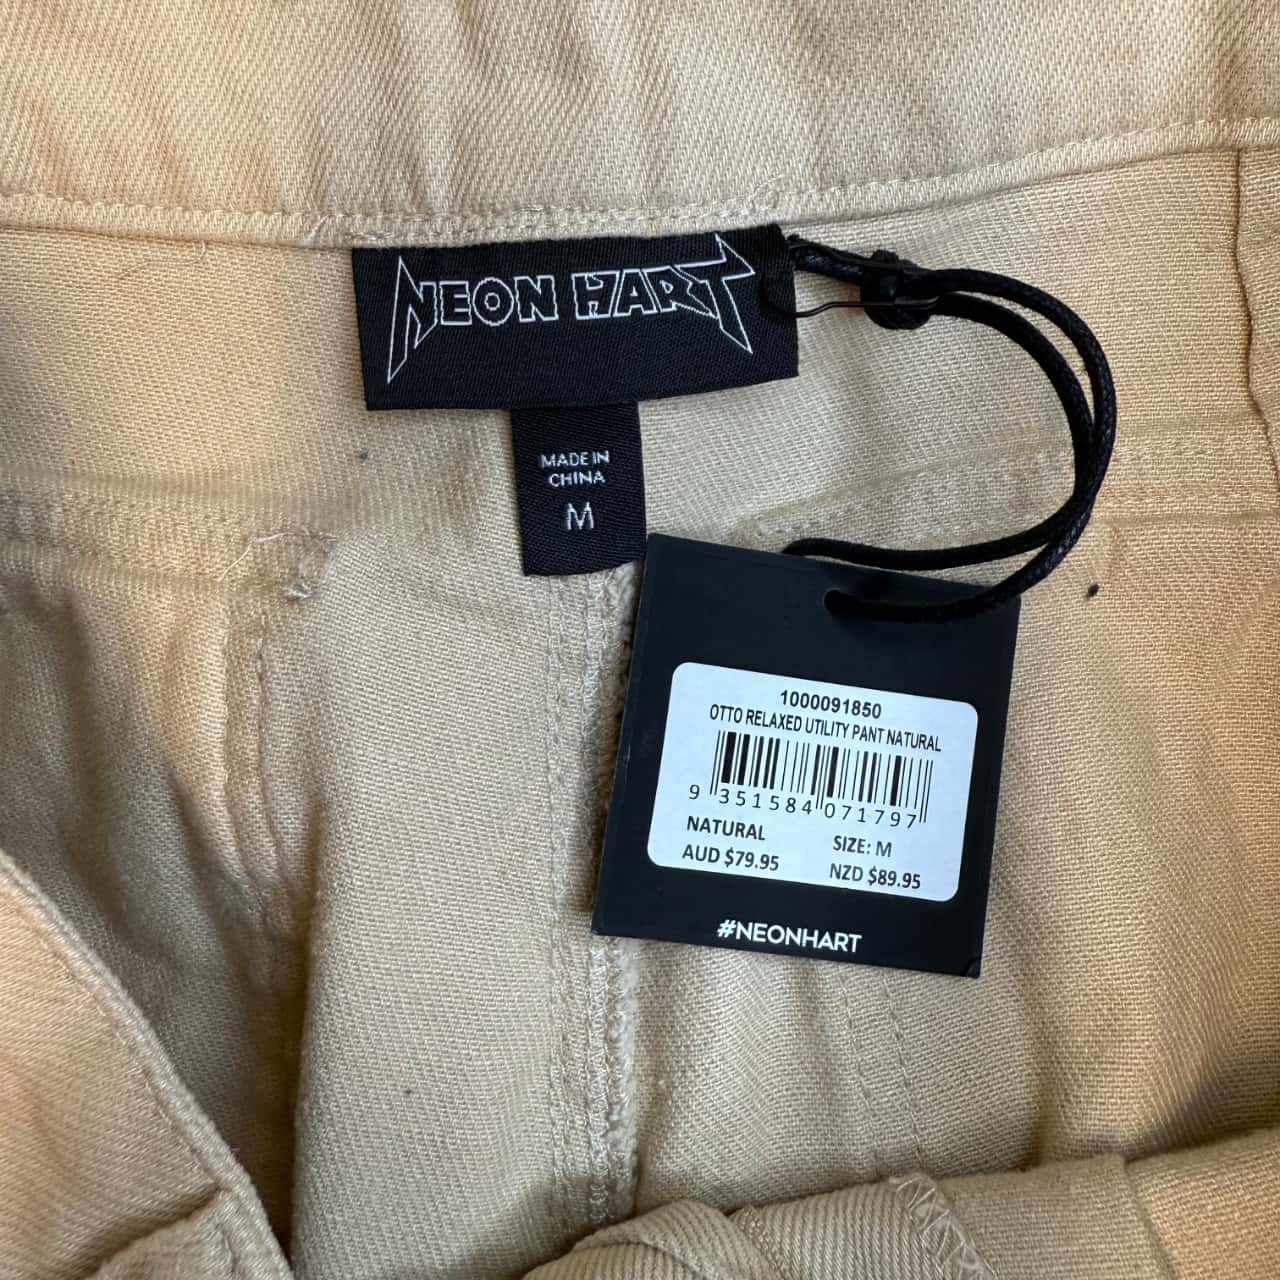 NEON HART
MADE IN
CHINA
M
1000091850
OTTO RELAXED UTILITY PANT NATURAL
9 351584 071797
NATURAL SIZE: M
AUD $79.95 NZD $89.95
#NEONHART